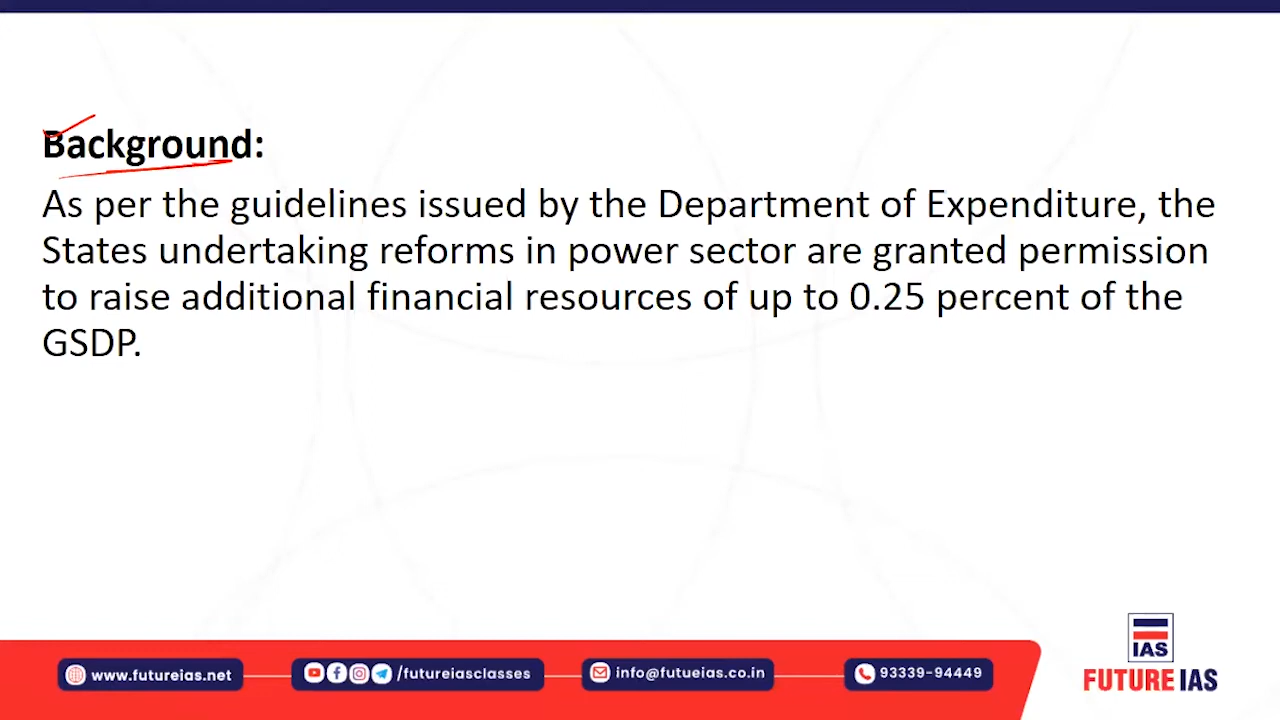 Background:
As per the guidelines issued by the Department of Expenditure, the
States undertaking reforms in power sector are granted permission
to raise additional financial resources of up to 0.25 percent of the
GSDP.
IAS
FUTURE IAS
www.futureias.net
/futureiasclasses
info@futueias.co.in
93339-94449